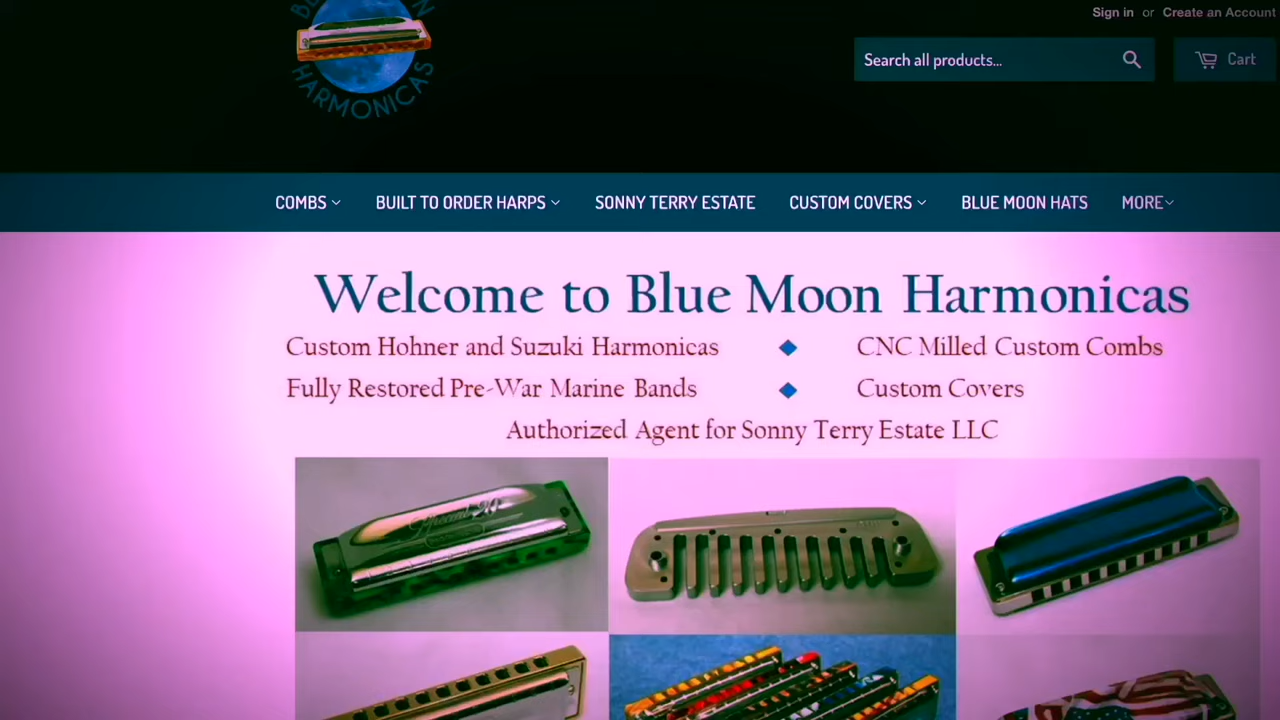 Sign in or Create an Account
HARMONICAS
Search all products...
Cart
COMBS
BUILT TO ORDER HARPS
SONNY TERRY ESTATE
CUSTOM COVERS
BLUE MOON HATS
MORE
Welcome to Blue Moon Harmonicas
Custom Hohner and Suzuki Harmonicas
CNC Milled Custom Combs
Fully Restored Pre-War Marine Bands
Custom Covers
Authorized Agent for Sonny Terry Estate LLC
Special 20